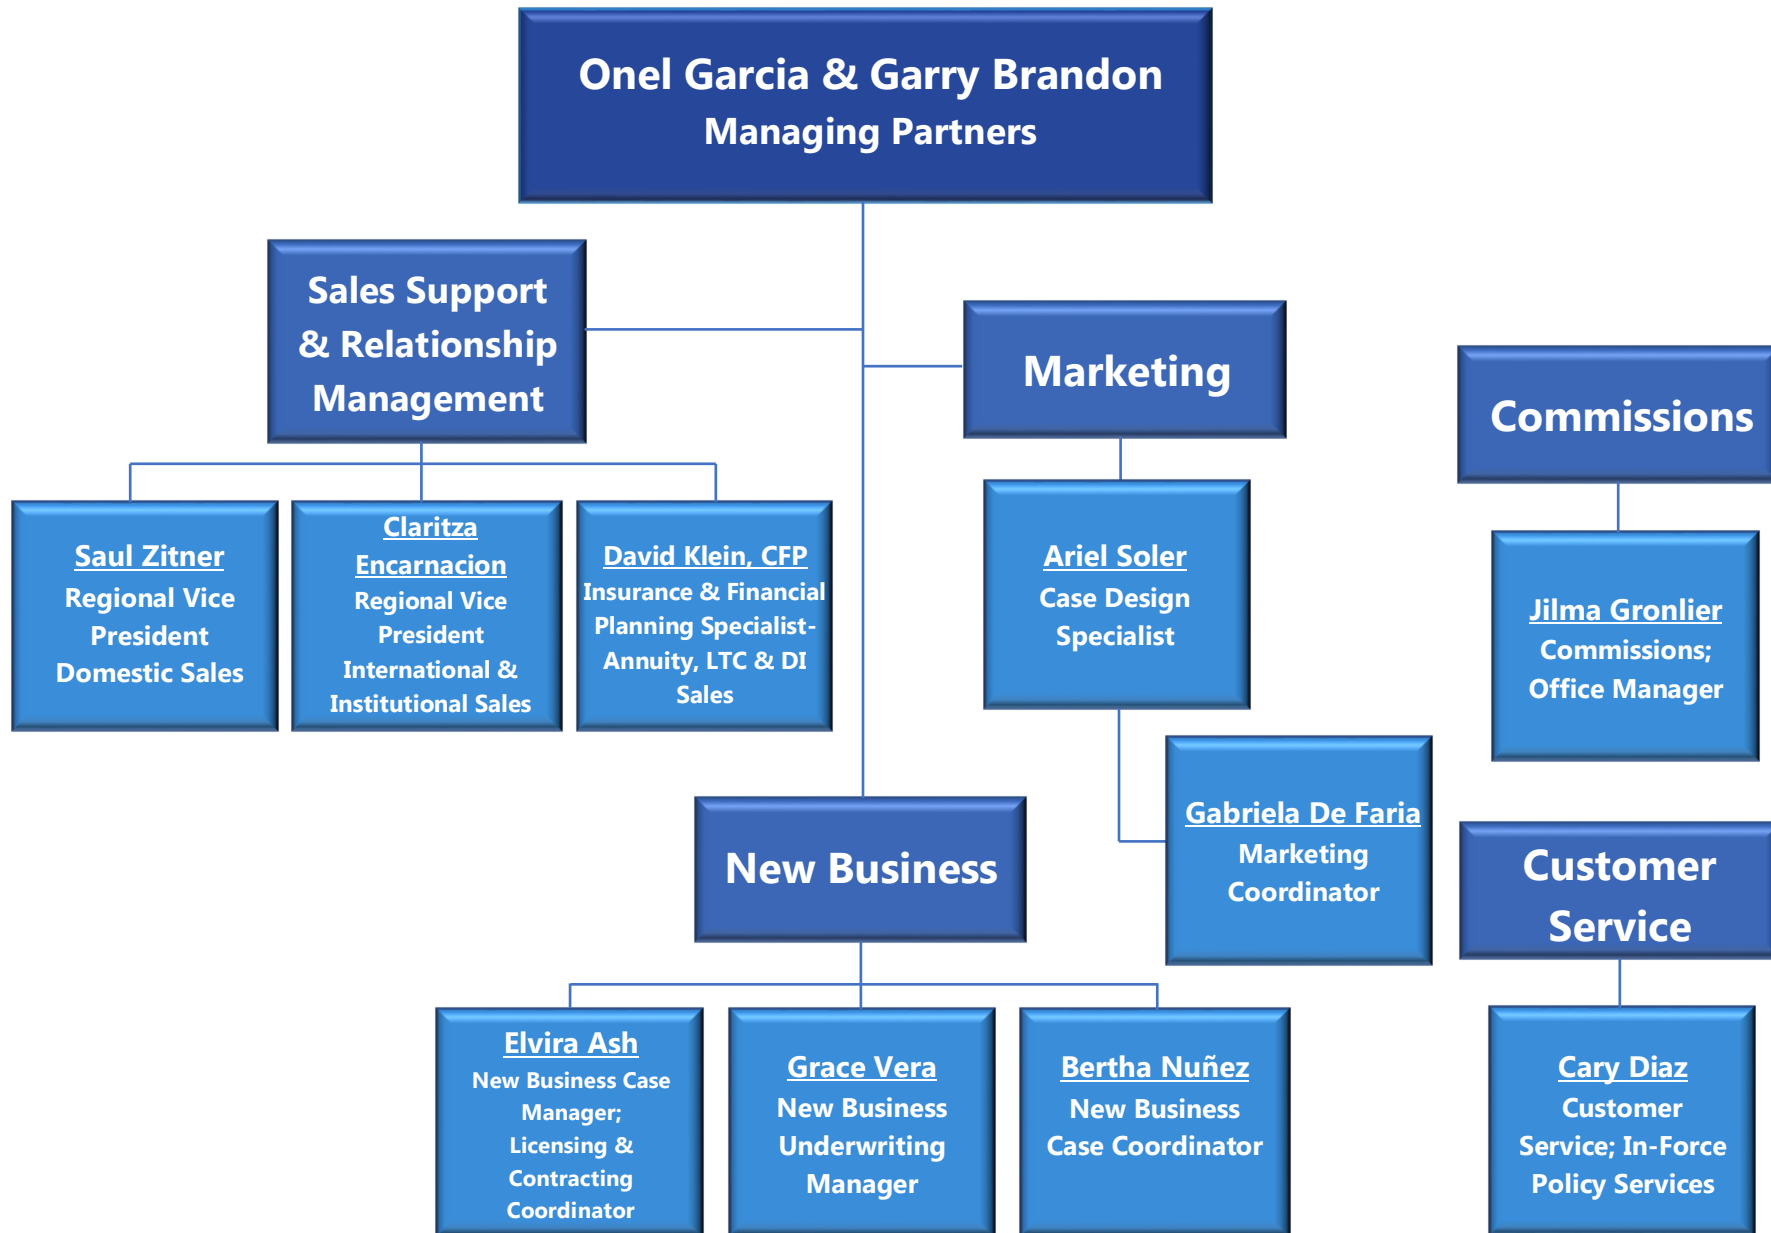 Onel Garcia & Garry Brandon
Managing Partners
Sales Support
& Relationship
Management
Marketing
Commissions
Saul Zitner
Regional Vice
President
Domestic Sales
Claritza
Encarnacion
Regional Vice
President
International &
Institutional Sales
David Klein, CFP
Insurance & Financial
Planning Specialist-
Annuity, LTC & DI
Sales
Ariel Soler
Case Design
Specialist
Jilma Gronlier
Commissions;
Office Manager
Gabriela De Faria
Marketing
Coordinator
New Business
Customer
Service
Elvira Ash
New Business Case
Manager;
Licensing &
Contracting
Coordinator
Grace Vera
New Business
Underwriting
Manager
Bertha Nuñez
New Business
Case Coordinator
Cary Diaz
Customer
Service; In-Force
Policy Services